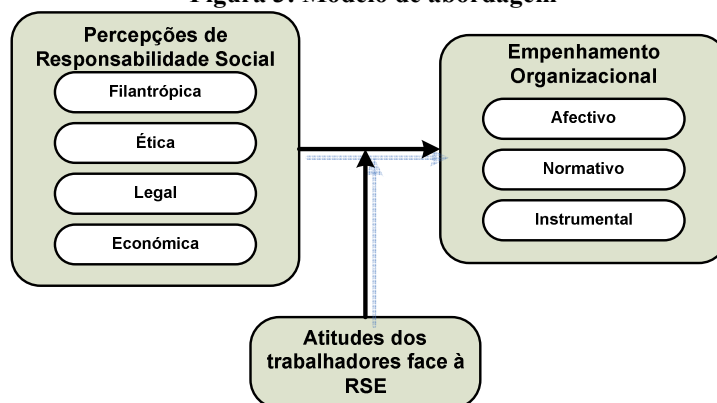 Figura 3: Modelo de abordagem
Percepções de
Responsabilidade Social
Filantrópica
Ética
Legal
Económica
Empenhamento
Organizacional
Afectivo
Normativo
Instrumental
Atitudes dos
trabalhadores face à
RSE